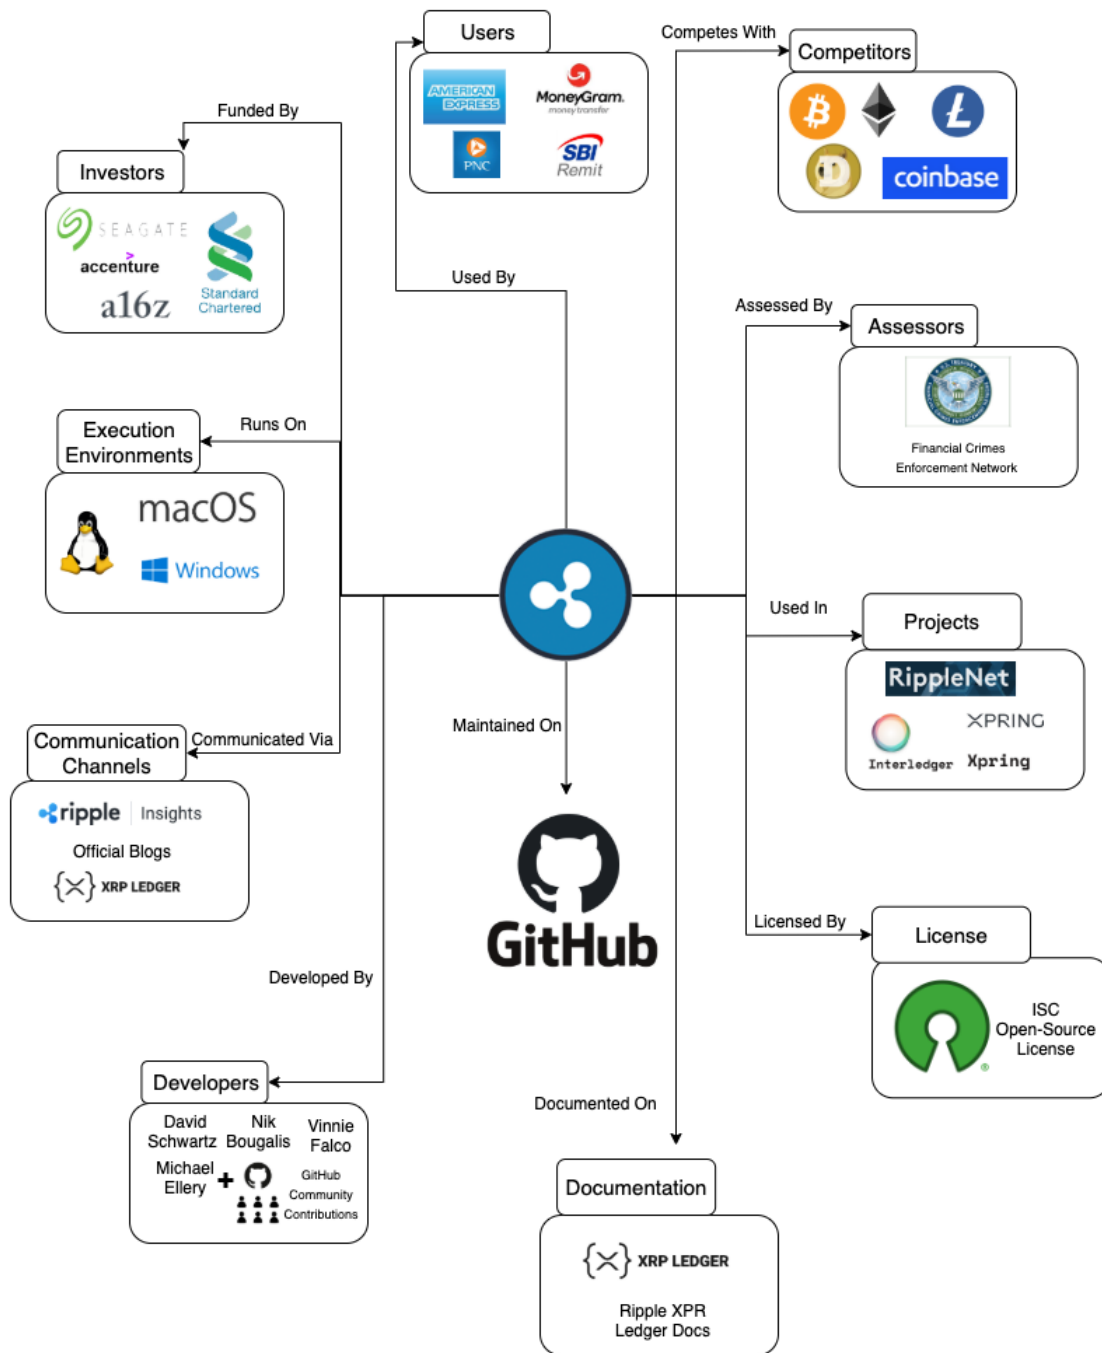 Users
AMERICAN
EXPRESS
MoneyGram.
money transfer
PNC
SBI
Remit
Used By
Competes With
Competitors
coinbase
Funded By
Investors
SEAGATE
accenture
a16z
Standard
Chartered
Assessed By
Assessors
Financial Crimes
Enforcement Network
Runs On
Execution
Environments
macOS
Windows
Used In
Projects
RippleNet
XPRING
Interledger
Xpring
Maintained On
GitHub
Communicated Via
Communication
Channels
ripple | Insights
Official Blogs
{X} XRP LEDGER
Licensed By
License
ISC
Open-Source
License
®
Developed By
Developers
David
Schwartz
Nik
Bougalis
Vinnie
Falco
Michael
Ellery
+
GitHub
Community
Contributions
Documented On
Documentation
{X} XRP LEDGER
Ripple XPR
Ledger Docs